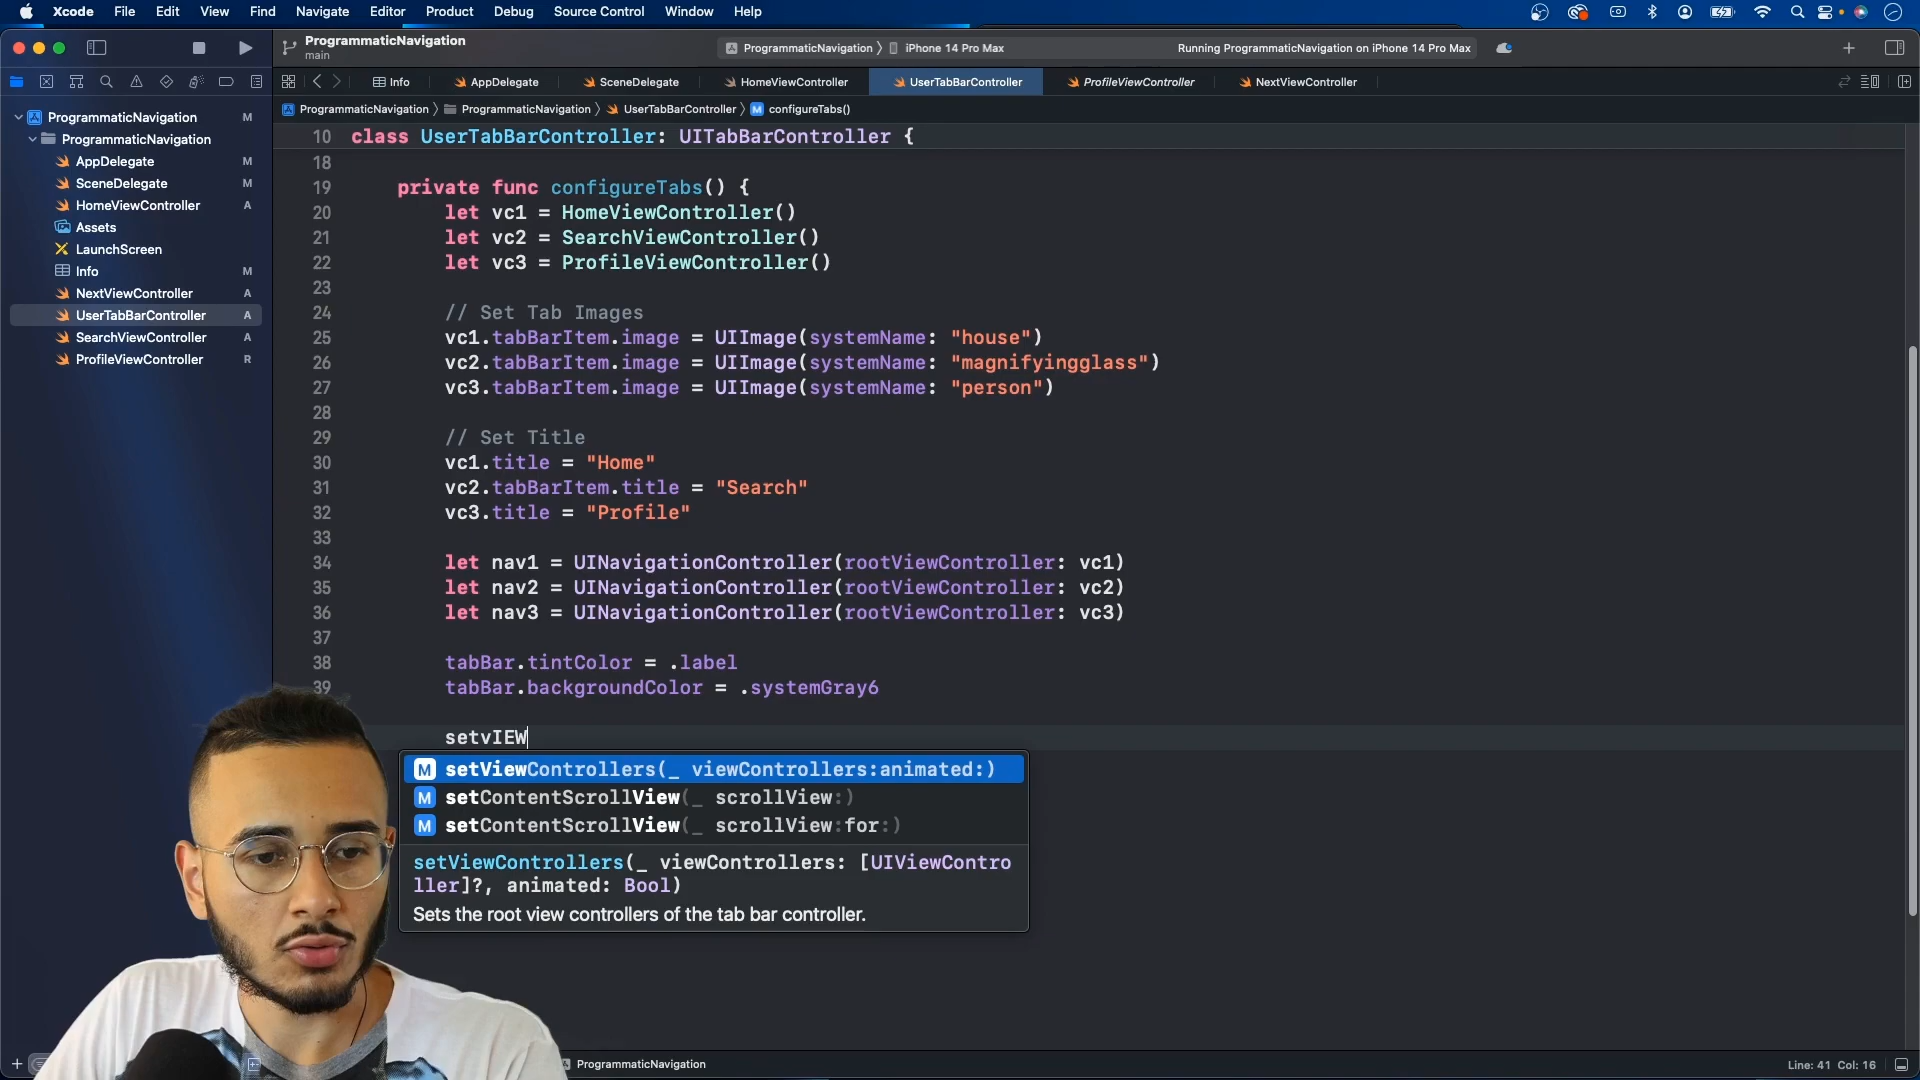 Xcode File Edit View Find Navigate Editor Product Debug Source Control Window Help
ProgrammaticNavigation
main
ProgrammaticNavigation 〉 iPhone 14 Pro Max
Running ProgrammaticNavigation on iPhone 14 Pro Max
Info AppDelegate SceneDelegate HomeViewController UserTabBarController ProfileViewController NextViewController
ProgrammaticNavigation 〉 ProgrammaticNavigation 〉 UserTabBarController 〉 M configureTabs()
ProgrammaticNavigation M
ProgrammaticNavigation
AppDelegate M
SceneDelegate M
HomeViewController A
Assets
LaunchScreen
Info M
NextViewController A
UserTabBarController A
SearchViewController A
ProfileViewController R
10 class UserTabBarController: UITabBarController {
18
19 private func configureTabs() {
20 let vc1 = HomeViewController()
21 let vc2 = SearchViewController()
22 let vc3 = ProfileViewController()
23
24 // Set Tab Images
25 vc1.tabBarItem.image = UIImage(systemName: "house")
26 vc2.tabBarItem.image = UIImage(systemName: "magnifyingglass")
27 vc3.tabBarItem.image = UIImage(systemName: "person")
28
29 // Set Title
30 vc1.title = "Home"
31 vc2.tabBarItem.title = "Search"
32 vc3.title = "Profile"
33
34 let nav1 = UINavigationController(rootViewController: vc1)
35 let nav2 = UINavigationController(rootViewController: vc2)
36 let nav3 = UINavigationController(rootViewController: vc3)
37
38 tabBar.tintColor = .label
39 tabBar.backgroundColor = .systemGray6
setvIEW
M setViewControllers(_ viewControllers:animated:)
M setContentScrollView(_ scrollView:)
M setContentScrollView(_ scrollView:for:)
setViewControllers(_ viewControllers: [UIViewContro
ller]?, animated: Bool)
Sets the root view controllers of the tab bar controller.
ProgrammaticNavigation
Line: 41 Col: 16